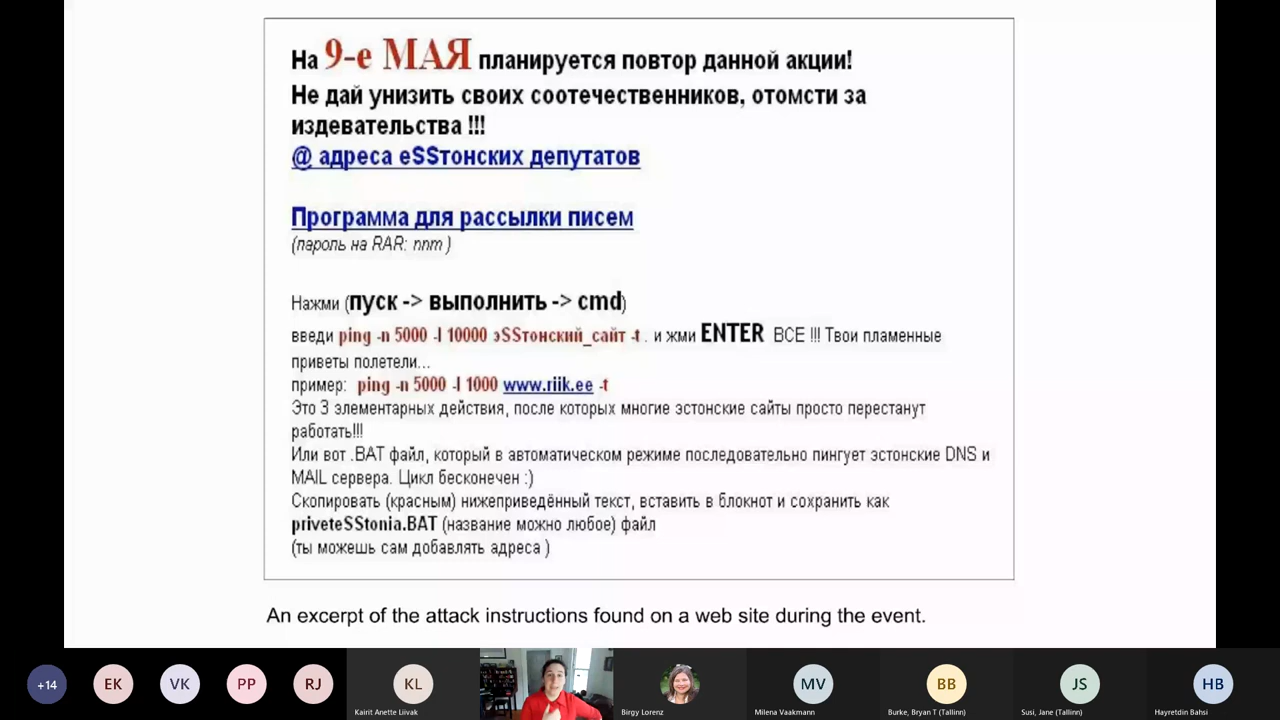 На 9-е МАЯ планируется повтор данной акции!
Не дай унизить своих соотечественников, отомсти за
издевательства !!!
@ адреса еSSтонских депутатов
Программа для рассылки писем
(пароль на RAR: nnm )
Нажми (пуск -> выполнить -> cmd)
введи ping -n 5000 -l 10000 эSSтонский_сайт -t . и жми ENTER ВСЕ !!! Твои пламенные
приветы полетели...
пример: ping -n 5000 -l 1000 www.riik.ee -t
Это 3 элементарных действия, после которых многие эстонские сайты просто перестанут
работать!!!
Или вот .BAT файл, который в автоматическом режиме последовательно пингует эстонские DNS и
MAIL сервера. Цикл бесконечен :)
Скопировать (красным) нижеприведённый текст, вставить в блокнот и сохранить как
priveteSStonia.BAT (название можно любое) файл
(ты можешь сам добавлять адреса )
An excerpt of the attack instructions found on a web site during the event.
+14 EK VK PP RJ KL MV BB JS HB
Kairit Anette Liivak Birgy Lorenz Milena Vaakmann Burke, Bryan T (Tallinn) Susi, Jane (Tallinn) Hayretdin Bahsi